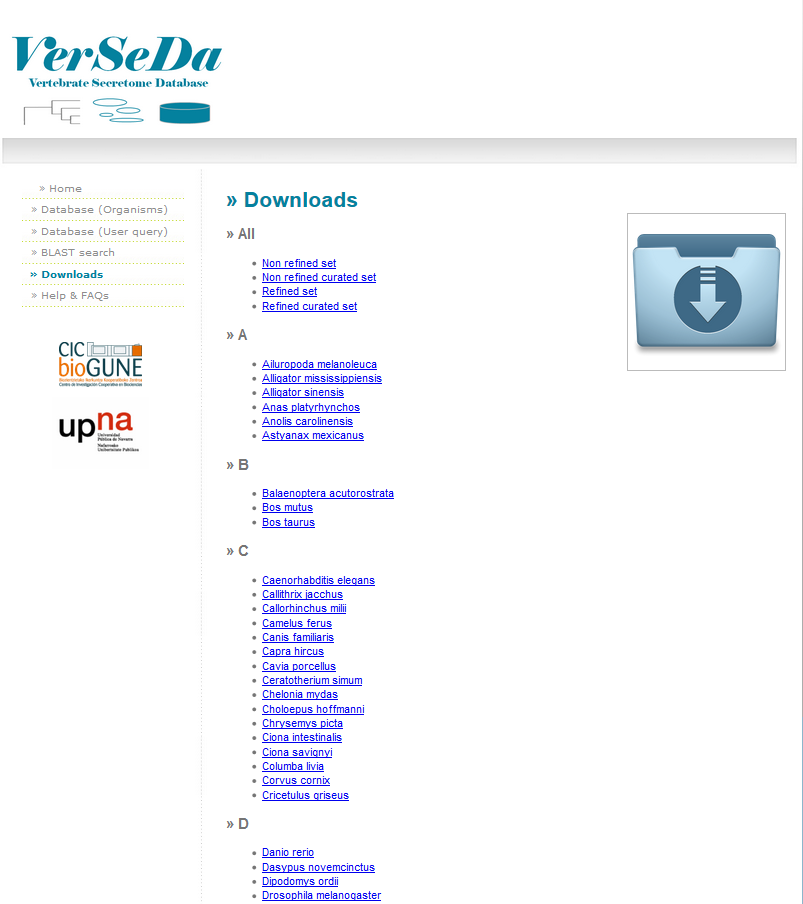 VerSeDa
Vertebrate Secretome Database
» Home
» Database (Organisms)
» Database (User query)
» BLAST search
» Downloads
» Help & FAQs
CIC
bioGUNE
Centro de Investigación Cooperativa en Biociencias
upna
Universidad
Pública de Navarra
Nafarroako
Unibertsitate Publikoa
» Downloads
» All
• Non refined set
• Non refined curated set
• Refined set
• Refined curated set
» A
• Ailuropoda melanoleuca
• Alligator mississippiensis
• Alligator sinensis
• Anas platyrhynchos
• Anolis carolinensis
• Astyanax mexicanus
» B
• Balaenoptera acutorostrata
• Bos mutus
• Bos taurus
» C
• Caenorhabditis elegans
• Callithrix jacchus
• Callorhinchus milii
• Camelus ferus
• Canis familiaris
• Capra hircus
• Cavia porcellus
• Ceratotherium simum
• Chelonia mydas
• Choloepus hoffmanni
• Chrysemys picta
• Ciona intestinalis
• Ciona savignyi
• Columba livia
• Corvus cornix
• Cricetulus griseus
» D
• Danio rerio
• Dasypus novemcinctus
• Dipodomys ordii
• Drosophila melanogaster